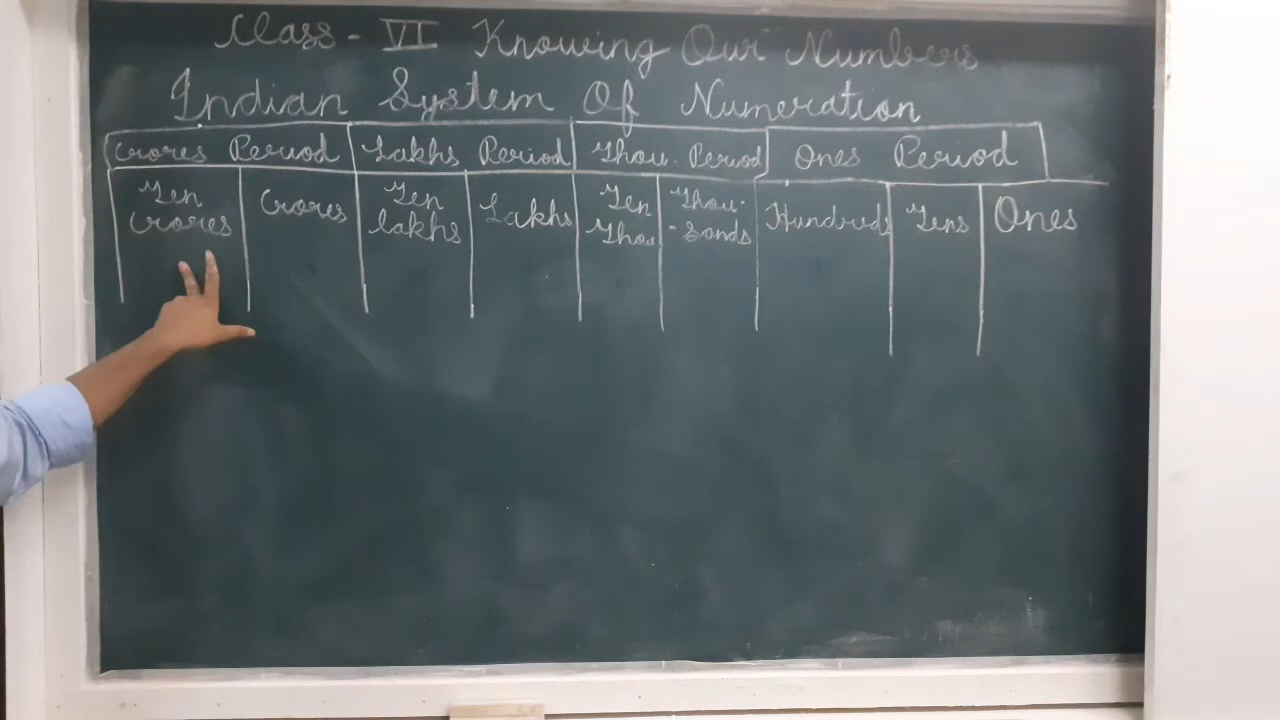 Class - VI Knowing Our Numbers
Indian System Of Numeration
Crores Period Lakhs Period Thou. Period Ones Period
Ten Crores Crores Ten lakhs Lakhs Ten Thou. Thou- -sands Hundreds Tens Ones